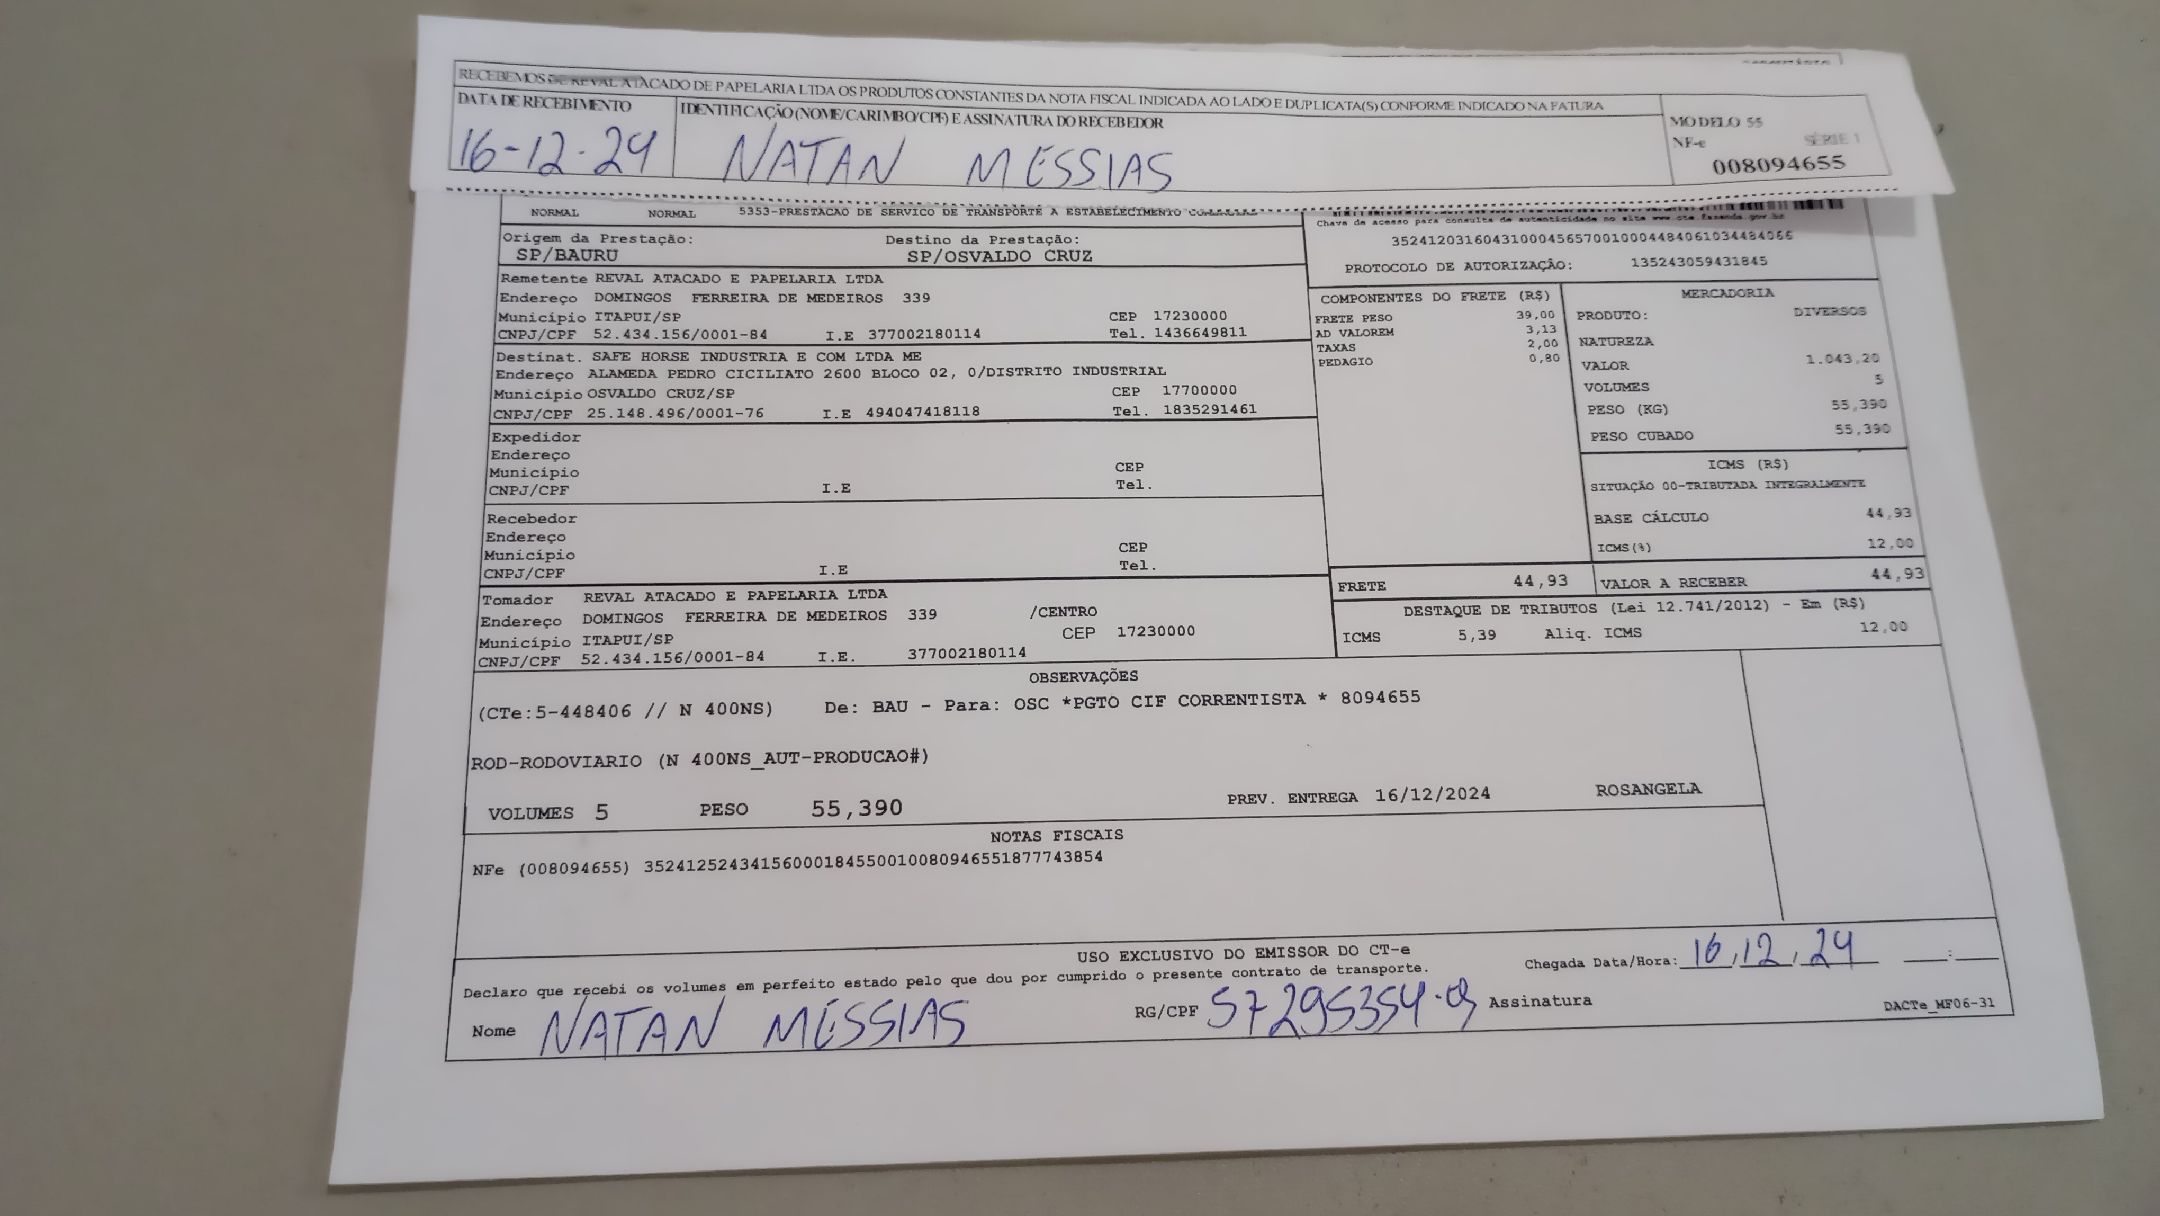 RECEBEMOS DE REVAL ATACADO DE PAPELARIA LTDA OS PRODUTOS CONSTANTES DA NOTA FISCAL INDICADA AO LADO E DUPLICATA(S) CONFORME INDICADO NA FATURA
DATA DE RECEBIMENTO IDENTIFICAÇÃO (NOME/CARIMBO/CPF) E ASSINATURA DO RECEBEDOR
16-12-24 NATAN MESSIAS
MODELO 55
NF-e SÉRIE 1
008094655
NORMAL NORMAL 5353-PRESTACAO DE SERVICO DE TRANSPORTE A ESTABELECIMENTO
Chave de acesso para consulta de autenticidade no site www.cte.fazenda.gov.br
35241203160431000456570010004484061034484066
PROTOCOLO DE AUTORIZAÇÃO: 135243059431845
Origem da Prestação: Destino da Prestação:
SP/BAURU SP/OSVALDO CRUZ
Remetente REVAL ATACADO E PAPELARIA LTDA
Endereço DOMINGOS FERREIRA DE MEDEIROS 339
Município ITAPUI/SP CEP 17230000
CNPJ/CPF 52.434.156/0001-84 I.E 377002180114 Tel. 1436649811
Destinat. SAFE HORSE INDUSTRIA E COM LTDA ME
Endereço ALAMEDA PEDRO CICILIATO 2600 BLOCO 02, 0/DISTRITO INDUSTRIAL
Município OSVALDO CRUZ/SP CEP 17700000
CNPJ/CPF 25.148.496/0001-76 I.E 494047418118 Tel. 1835291461
Expedidor
Endereço
Município CEP
CNPJ/CPF I.E Tel.
Recebedor
Endereço
Município CEP
CNPJ/CPF I.E Tel.
Tomador REVAL ATACADO E PAPELARIA LTDA
Endereço DOMINGOS FERREIRA DE MEDEIROS 339 /CENTRO
Município ITAPUI/SP CEP 17230000
CNPJ/CPF 52.434.156/0001-84 I.E. 377002180114
COMPONENTES DO FRETE (R$)
FRETE PESO 39,00
AD VALOREM 3,13
TAXAS 2,00
PEDAGIO 0,80
MERCADORIA
PRODUTO: DIVERSOS
NATUREZA
VALOR 1.043,20
VOLUMES 5
PESO (KG) 55,390
PESO CUBADO 55,390
ICMS (R$)
SITUAÇÃO 00-TRIBUTADA INTEGRALMENTE
BASE CÁLCULO 44,93
ICMS(%) 12,00
FRETE 44,93 VALOR A RECEBER 44,93
DESTAQUE DE TRIBUTOS (Lei 12.741/2012) - Em (R$)
ICMS 5,39 Aliq. ICMS 12,00
OBSERVAÇÕES
(CTe:5-448406 // N 400NS) De: BAU - Para: OSC *PGTO CIF CORRENTISTA * 8094655
ROD-RODOVIARIO (N 400NS_AUT-PRODUCAO#)
VOLUMES 5 PESO 55,390 PREV. ENTREGA 16/12/2024 ROSANGELA
NOTAS FISCAIS
NFe (008094655) 35241252434156000184550010080946551877743854
USO EXCLUSIVO DO EMISSOR DO CT-e
Declaro que recebi os volumes em perfeito estado pelo que dou por cumprido o presente contrato de transporte. Chegada Data/Hora: 16,12,24 :
Nome NATAN MESSIAS RG/CPF 57295354-09 Assinatura DACTe_MF06-31